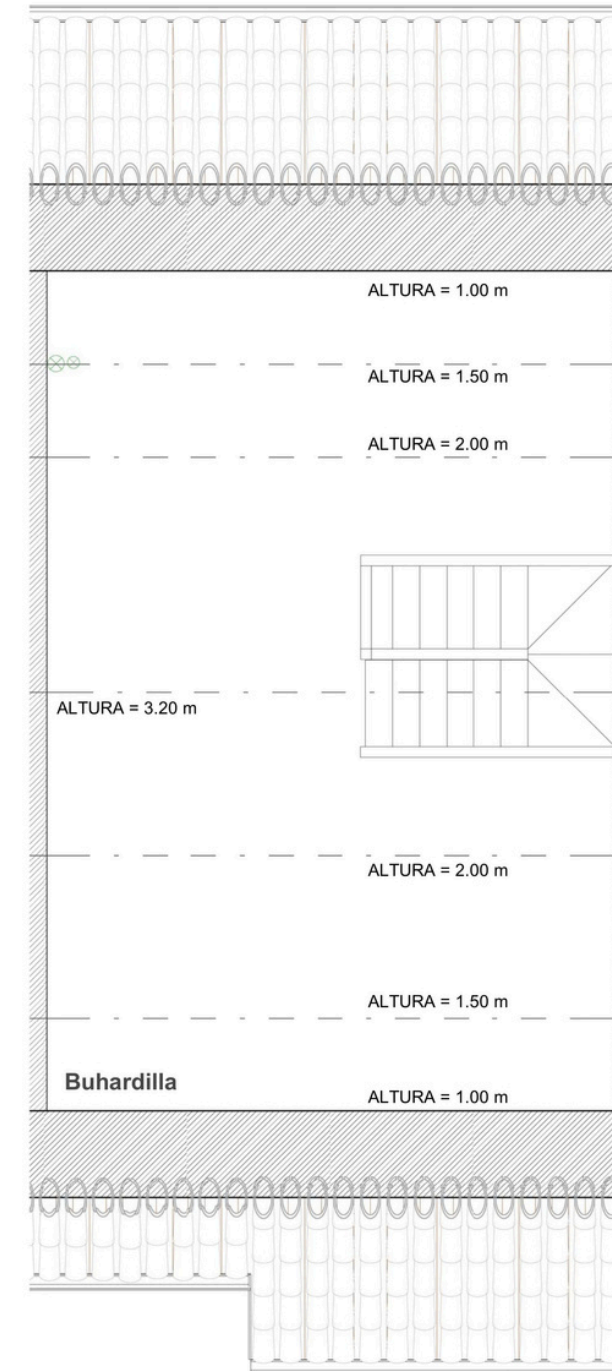 ALTURA = 1.00 m
ALTURA = 1.50 m
ALTURA = 2.00 m
ALTURA = 3.20 m
ALTURA = 2.00 m
ALTURA = 1.50 m
Buhardilla
ALTURA = 1.00 m